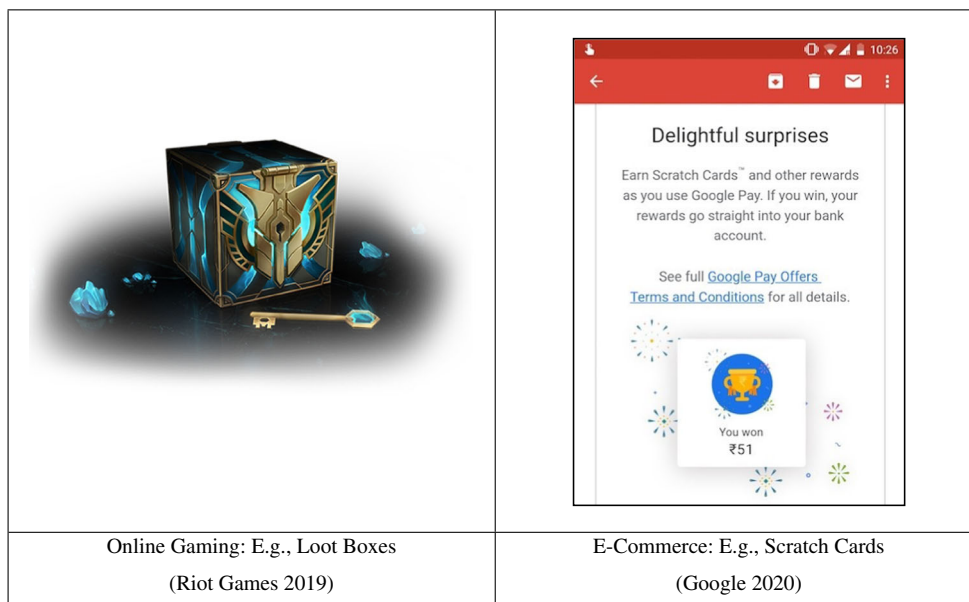 10:26
Delightful surprises
Earn Scratch Cards™ and other rewards
as you use Google Pay. If you win, your
rewards go straight into your bank
account.
See full Google Pay Offers
Terms and Conditions for all details.
You won
₹51
Online Gaming: E.g., Loot Boxes
(Riot Games 2019)
E-Commerce: E.g., Scratch Cards
(Google 2020)